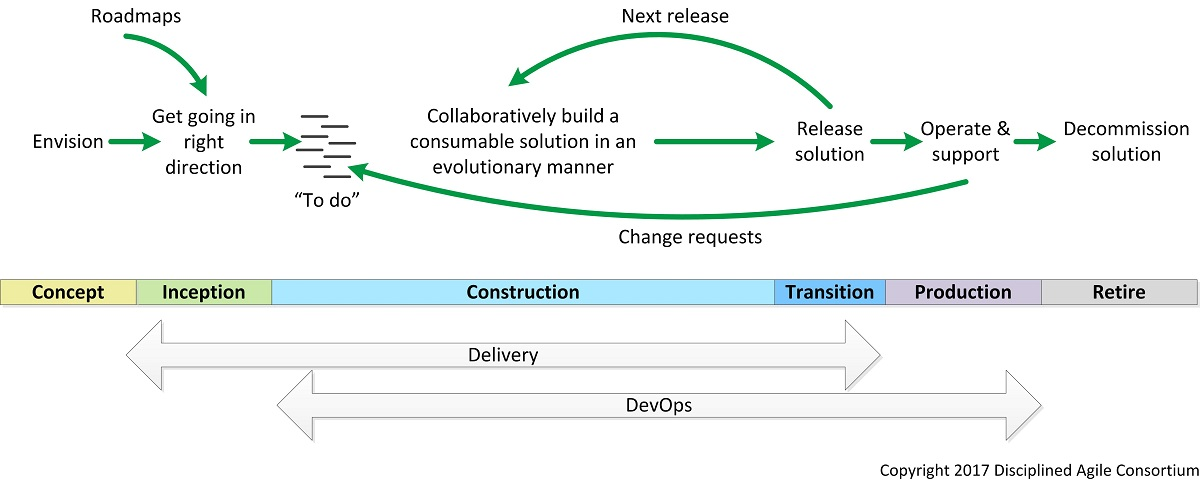 Roadmaps
Next release
Envision
Get going in
right
direction
“To do”
Collaboratively build a
consumable solution in an
evolutionary manner
Release
solution
Operate &
support
Decommission
solution
Change requests
Concept
Inception
Construction
Transition
Production
Retire
Delivery
DevOps
Copyright 2017 Disciplined Agile Consortium